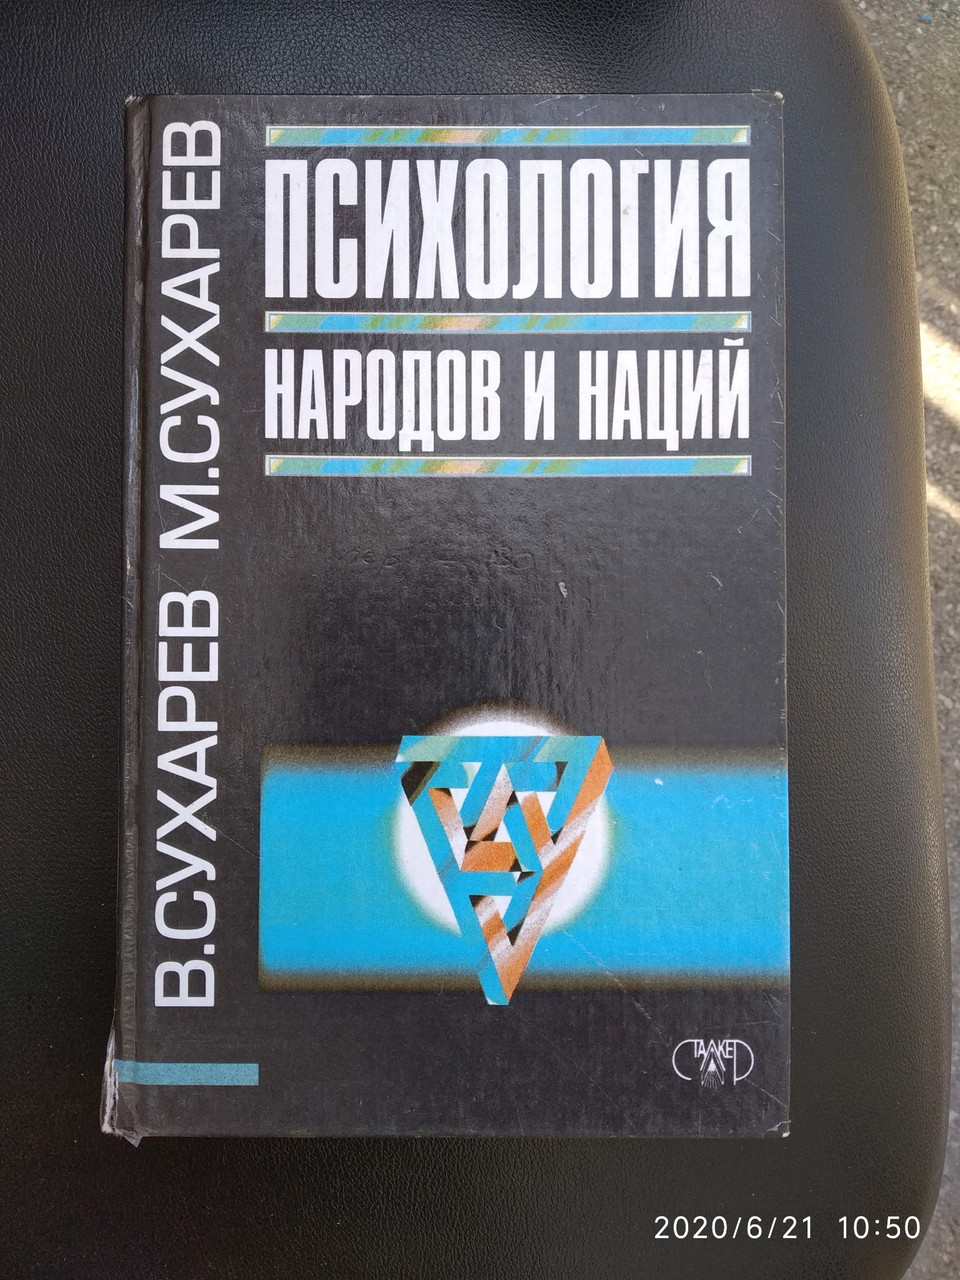 ПСИХОЛОГИЯ
НАРОДОВ И НАЦИЙ
В.СУХАРЕВ М.СУХАРЕВ
СТАЛКЕР
2020/6/21 10:50